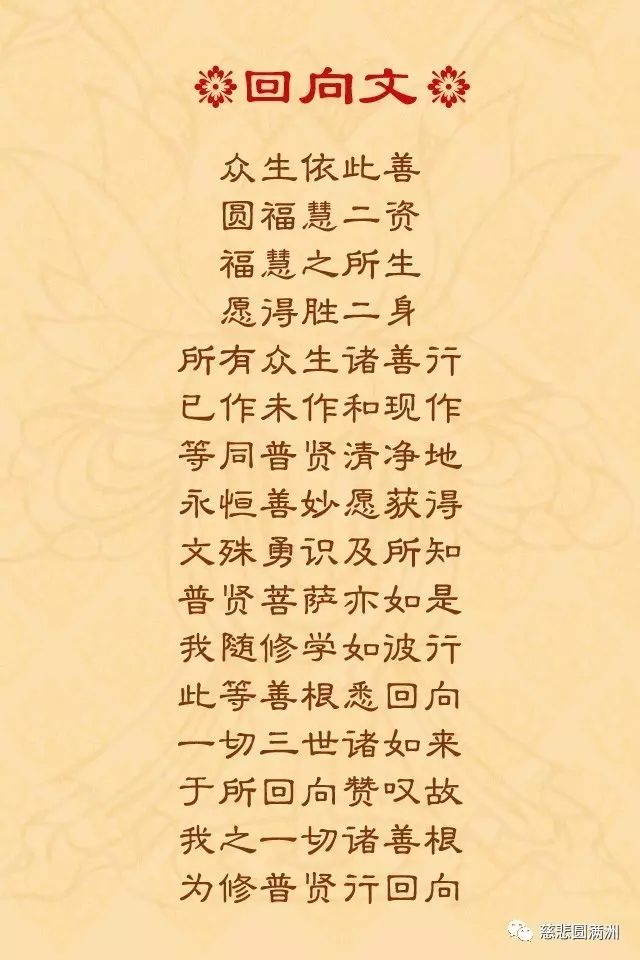 回向文
众生依此善
圆福慧二资
福慧之所生
愿得胜二身
所有众生诸善行
已作未作和现作
等同普贤清净地
永恒善妙愿获得
文殊勇识及所知
普贤菩萨亦如是
我随修学如彼行
此等善根悉回向
一切三世诸如来
于所回向赞叹故
我之一切诸善根
为修普贤行回向
慈悲圆满洲